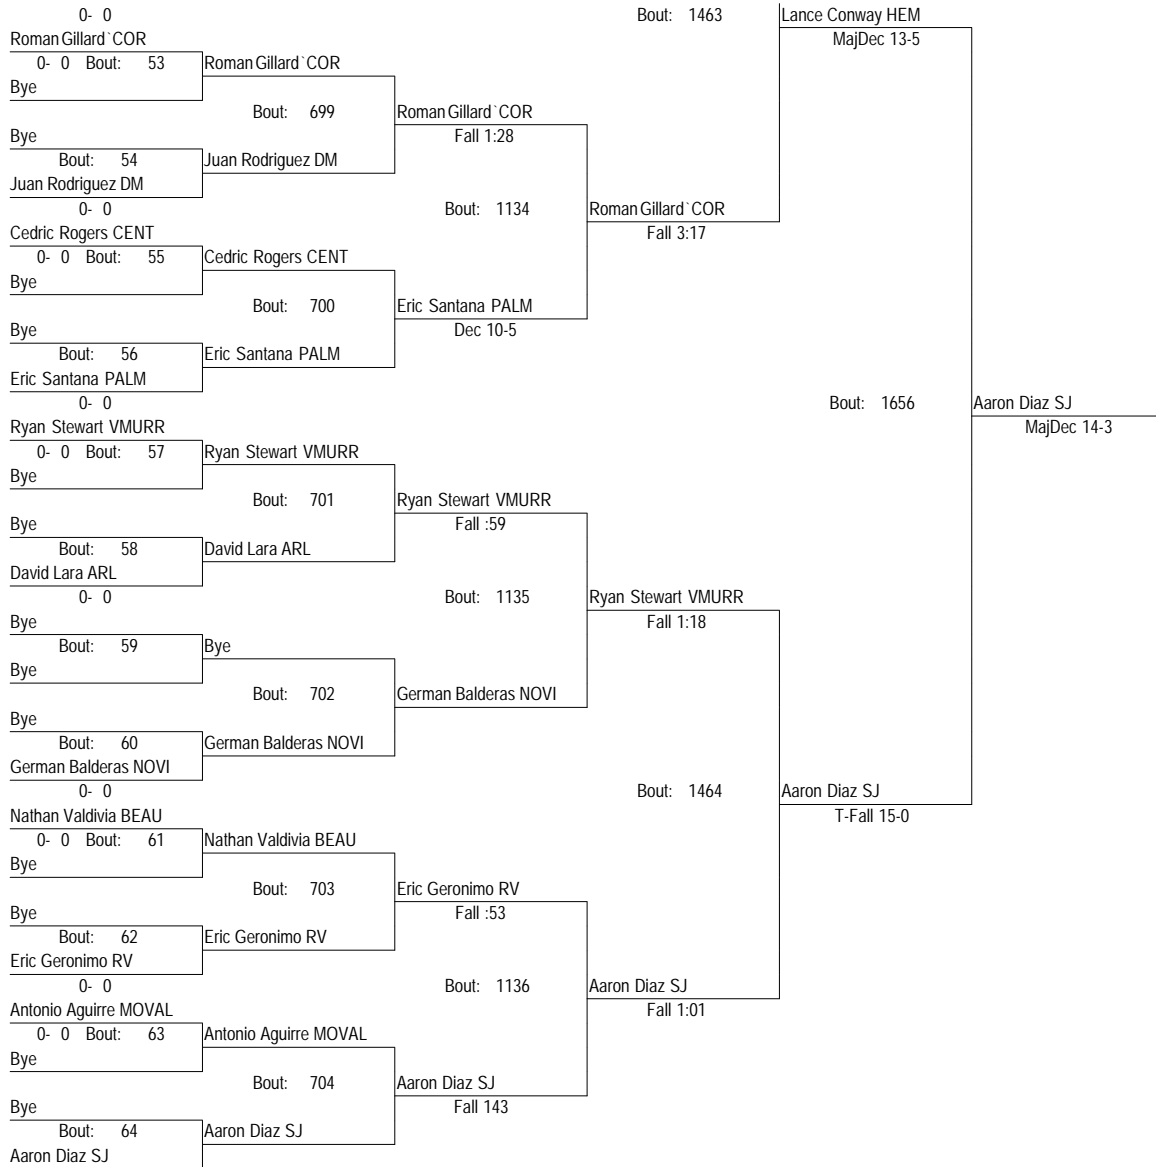 0- 0
Bout: 1463
Lance Conway HEM
Roman Gillard`COR
MajDec 13-5
0- 0 Bout: 53
Roman Gillard`COR
Bye
Bout: 699
Roman Gillard`COR
Bye
Fall 1:28
Bout: 54
Juan Rodriguez DM
Juan Rodriguez DM
0- 0
Bout: 1134
Roman Gillard`COR
Cedric Rogers CENT
Fall 3:17
0- 0 Bout: 55
Cedric Rogers CENT
Bye
Bout: 700
Eric Santana PALM
Bye
Dec 10-5
Bout: 56
Eric Santana PALM
Eric Santana PALM
0- 0
Bout: 1656
Aaron Diaz SJ
Ryan Stewart VMURR
MajDec 14-3
0- 0 Bout: 57
Ryan Stewart VMURR
Bye
Bout: 701
Ryan Stewart VMURR
Bye
Fall :59
Bout: 58
David Lara ARL
David Lara ARL
0- 0
Bout: 1135
Ryan Stewart VMURR
Bye
Fall 1:18
Bout: 59
Bye
Bye
Bout: 702
German Balderas NOVI
Bye
Bout: 60
German Balderas NOVI
German Balderas NOVI
0- 0
Bout: 1464
Aaron Diaz SJ
Nathan Valdivia BEAU
T-Fall 15-0
0- 0 Bout: 61
Nathan Valdivia BEAU
Bye
Bout: 703
Eric Geronimo RV
Bye
Fall :53
Bout: 62
Eric Geronimo RV
Eric Geronimo RV
0- 0
Bout: 1136
Aaron Diaz SJ
Antonio Aguirre MOVAL
Fall 1:01
0- 0 Bout: 63
Antonio Aguirre MOVAL
Bye
Bout: 704
Aaron Diaz SJ
Bye
Fall 143
Bout: 64
Aaron Diaz SJ
Aaron Diaz SJ